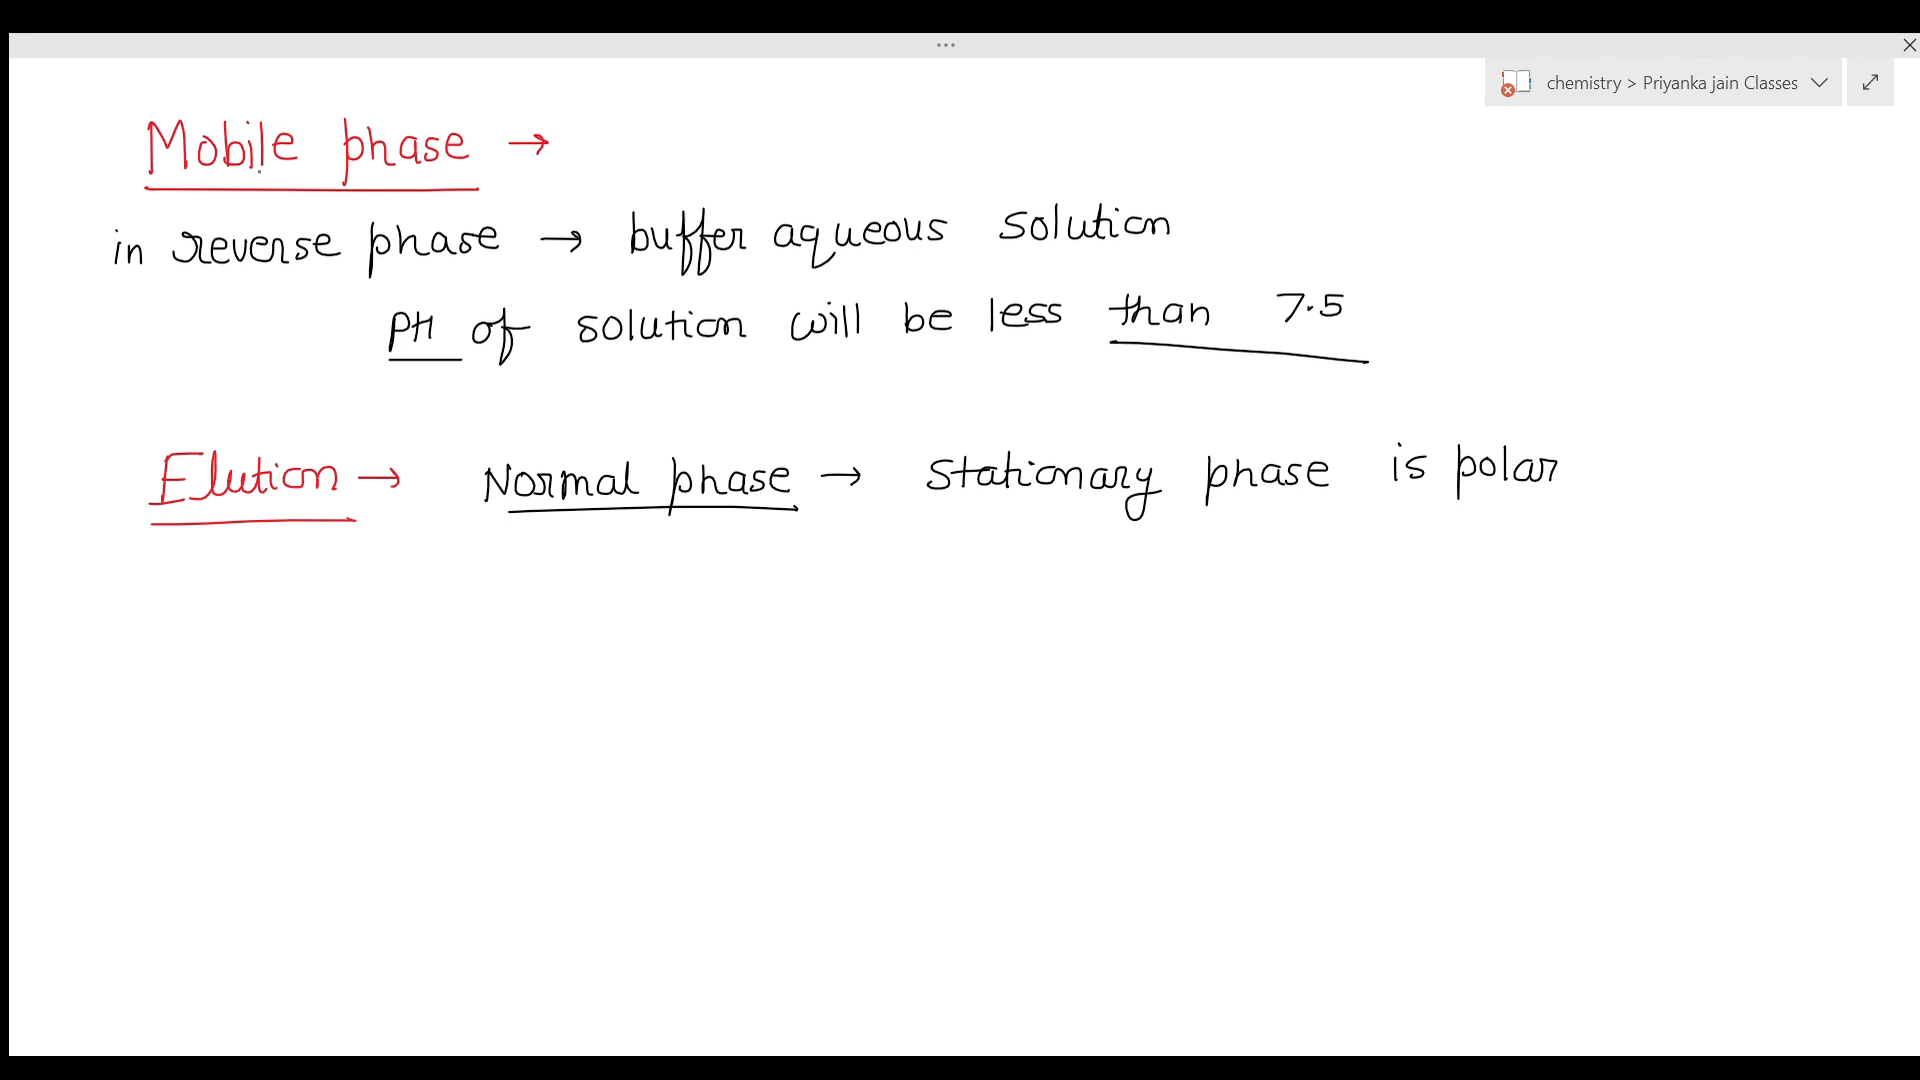 chemistry > Priyanka jain Classes
Mobile phase →
in reverse phase → buffer aqueous solution
PH of solution will be less than 7.5
Elution → Normal phase → Stationary phase is polar